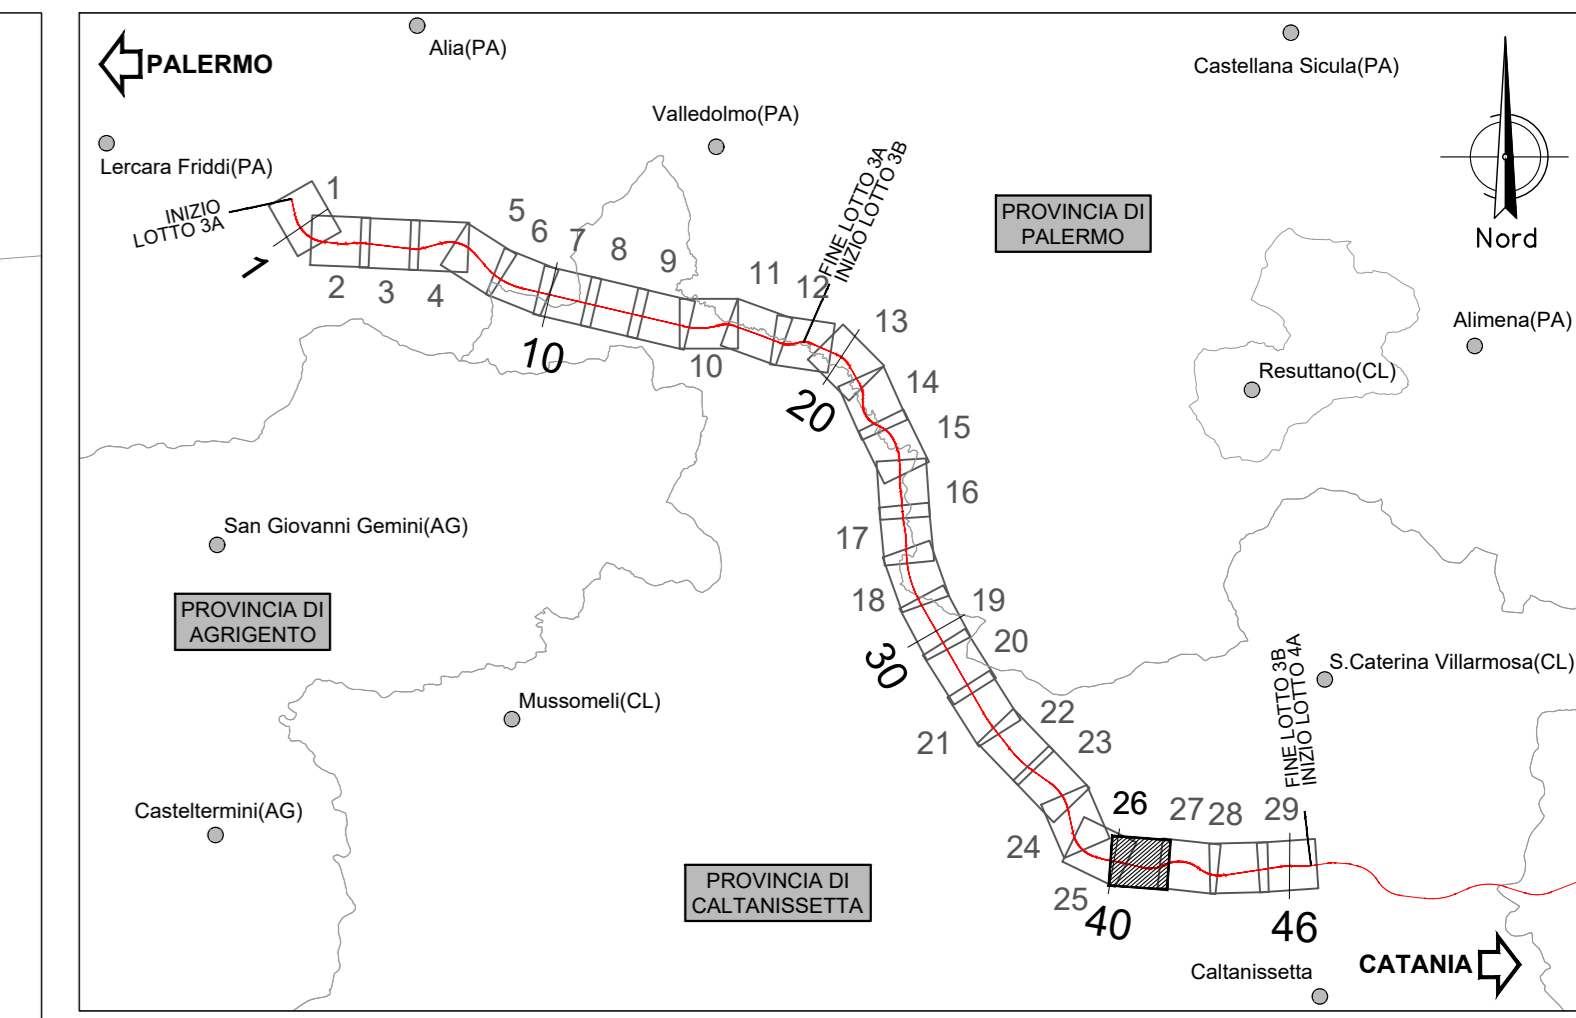 PALERMO
Alia(PA)
Castellana Sicula(PA)
Valledolmo(PA)
Lercara Friddi(PA)
Nord
INIZIO
LOTTO 3A
FINE LOTTO 3A
INIZIO LOTTO 3B
PROVINCIA DI
PALERMO
1
1
2
3
4
5
6
7
8
9
10
10
11
12
13
14
15
16
17
18
19
20
20
21
22
23
24
25
26
27
28
29
30
40
46
Alimena(PA)
Resuttano(CL)
San Giovanni Gemini(AG)
PROVINCIA DI
AGRIGENTO
Mussomeli(CL)
Casteltermini(AG)
S.Caterina Villarmosa(CL)
FINE LOTTO 3B
INIZIO LOTTO 4A
PROVINCIA DI
CALTANISSETTA
CATANIA
Caltanissetta